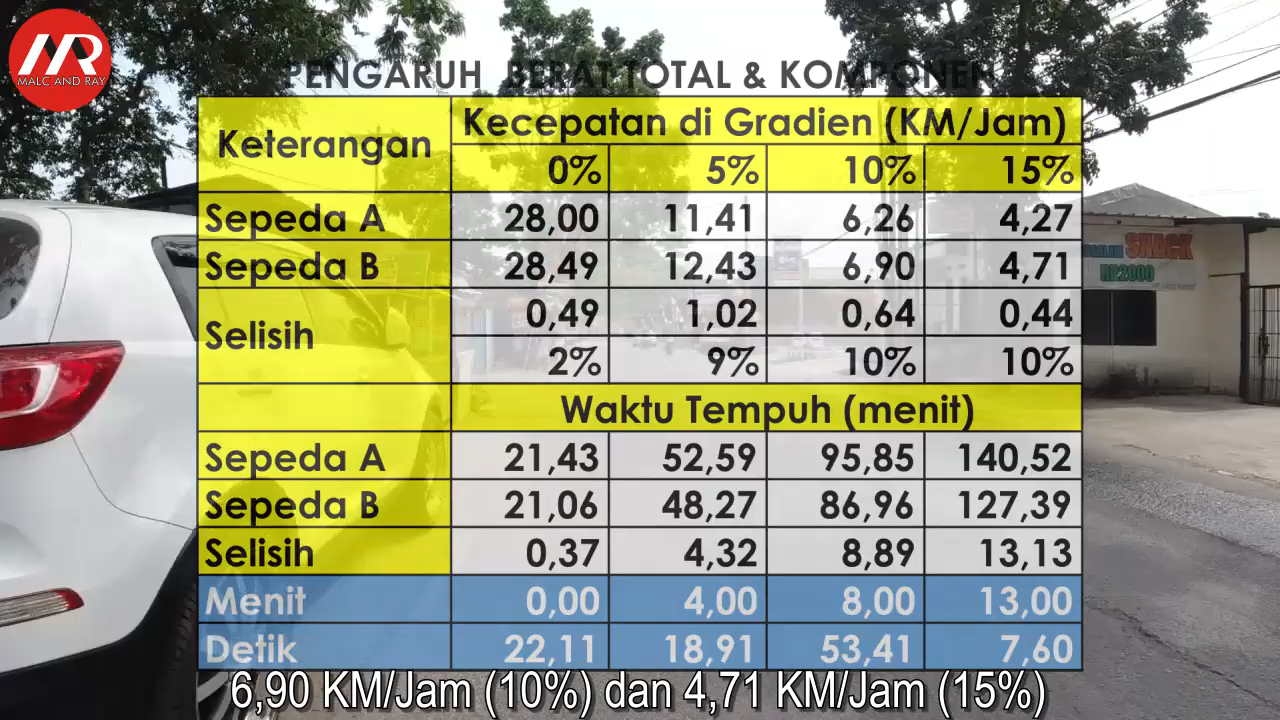 MR
MALC AND RAY
PENGARUH BERAT TOTAL & KOMPONEN
Keterangan
Kecepatan di Gradien (KM/Jam)
0% 5% 10% 15%
Sepeda A 28,00 11,41 6,26 4,27
Sepeda B 28,49 12,43 6,90 4,71
Selisih
0,49 1,02 0,64 0,44
2% 9% 10% 10%
Waktu Tempuh (menit)
Sepeda A 21,43 52,59 95,85 140,52
Sepeda B 21,06 48,27 86,96 127,39
Selisih 0,37 4,32 8,89 13,13
Menit 0,00 4,00 8,00 13,00
Detik 22,11 18,91 53,41 7,60
SNACK
RP.2000
6,90 KM/Jam (10%) dan 4,71 KM/Jam (15%)